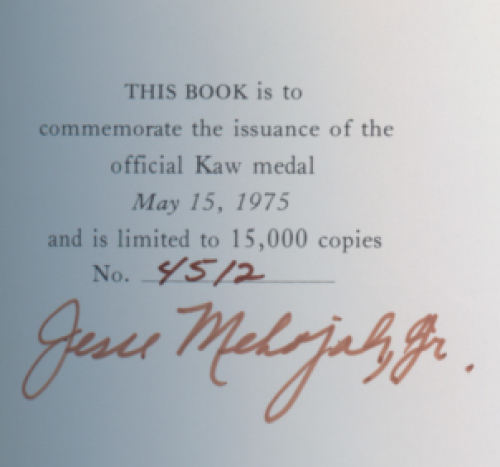 THIS BOOK is to
commemorate the issuance of the
official Kaw medal
May 15, 1975
and is limited to 15,000 copies
No. 4512
Jesse Mehojah, Jr.